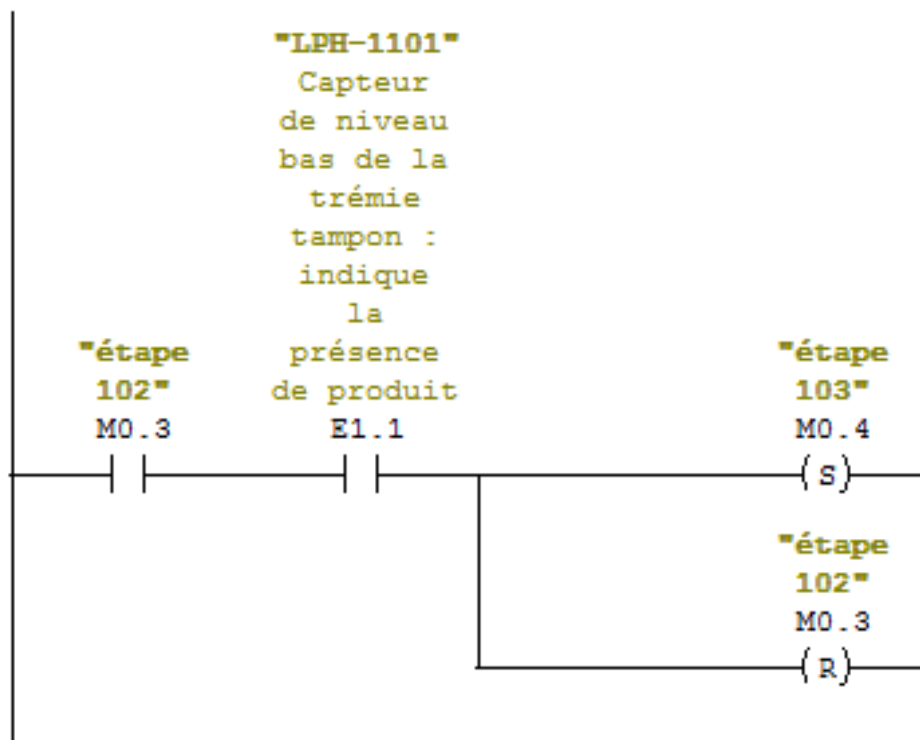 "LPH-1101"
Capteur
de niveau
bas de la
trémie
tampon :
indique
la
présence
de produit
E1.1
"étape
102"
M0.3
"étape
103"
M0.4
(S)
"étape
102"
M0.3
(R)